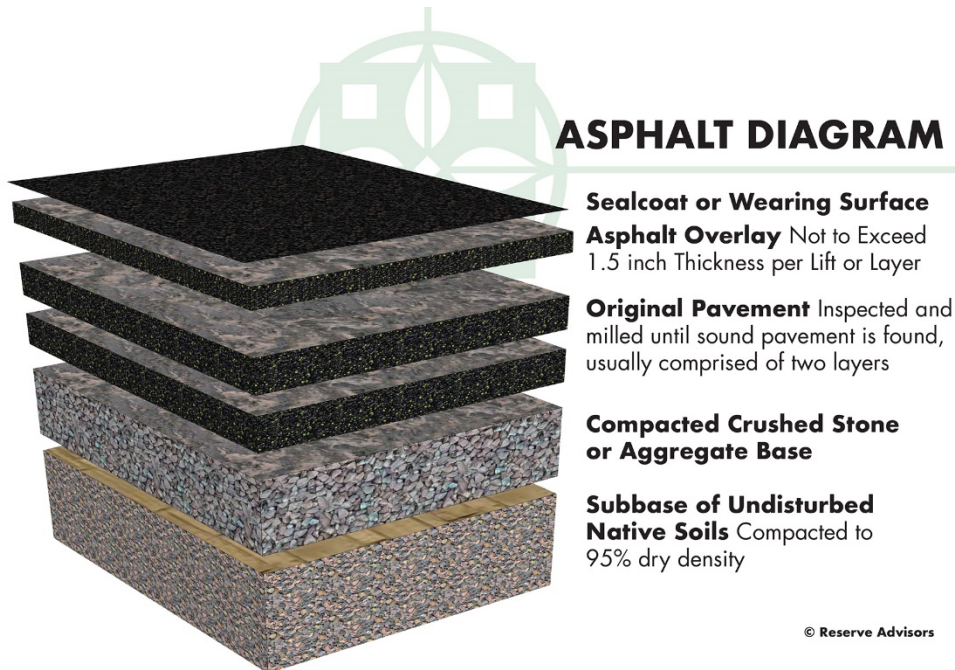 ASPHALT DIAGRAM
Sealcoat or Wearing Surface
Asphalt Overlay Not to Exceed
1.5 inch Thickness per Lift or Layer
Original Pavement Inspected and
milled until sound pavement is found,
usually comprised of two layers
Compacted Crushed Stone
or Aggregate Base
Subbase of Undisturbed
Native Soils Compacted to
95% dry density
© Reserve Advisors